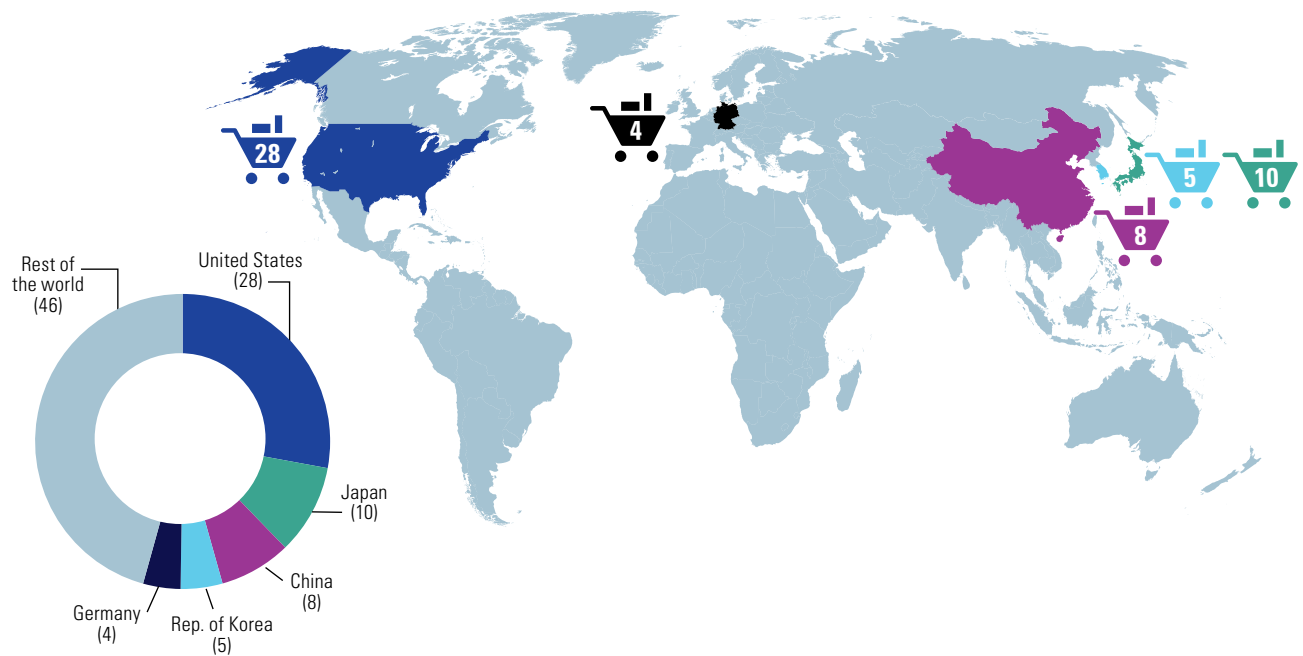 28
4
5
10
8
Rest of
the world
(46)
United States
(28)
Japan
(10)
China
(8)
Rep. of Korea
(5)
Germany
(4)